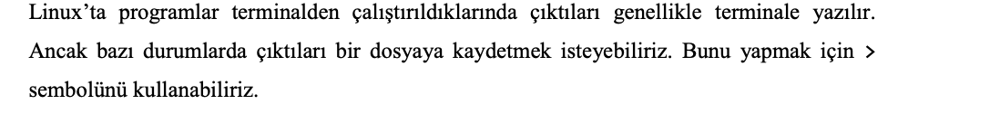 Linux’ta programlar terminalden çalıştırıldıklarında çıktıları genellikle terminale yazılır.
Ancak bazı durumlarda çıktıları bir dosyaya kaydetmek isteyebiliriz. Bunu yapmak için >
sembolünü kullanabiliriz.